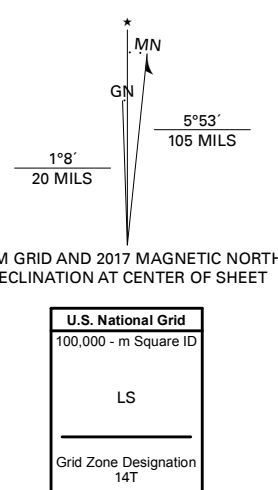 ★
MN
GN
5°53´
105 MILS
1°8´
20 MILS
M GRID AND 2017 MAGNETIC NORTH
ECLINATION AT CENTER OF SHEET
U.S. National Grid
100,000 - m Square ID
LS
Grid Zone Designation
14T